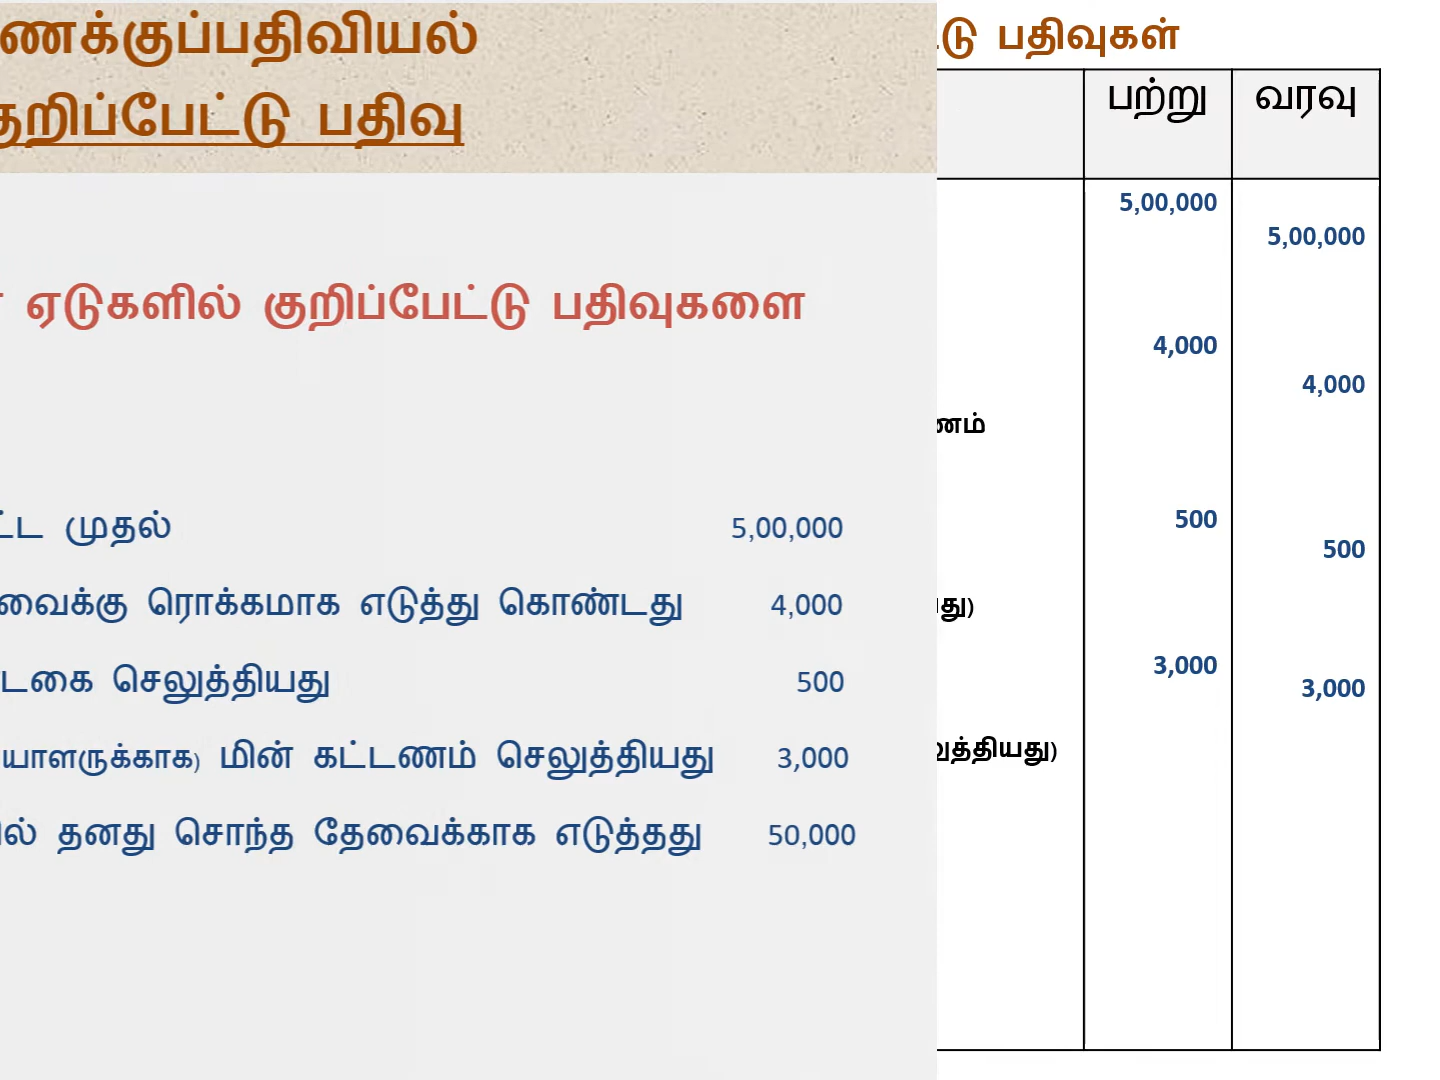 ணக்குப்பதிவியல்
குறிப்பேட்டு பதிவு
ஏடுகளில் குறிப்பேட்டு பதிவுகளை
ட்ட முதல் 5,00,000
வைக்கு ரொக்கமாக எடுத்து கொண்டது 4,000
டகை செலுத்தியது 500
யாளருக்காக) மின் கட்டணம் செலுத்தியது 3,000
ில் தனது சொந்த தேவைக்காக எடுத்தது 50,000
ட்டு பதிவுகள்
பற்று வரவு
5,00,000
5,00,000
4,000
4,000
ணம்
500
500
து)
3,000
3,000
லுத்தியது)